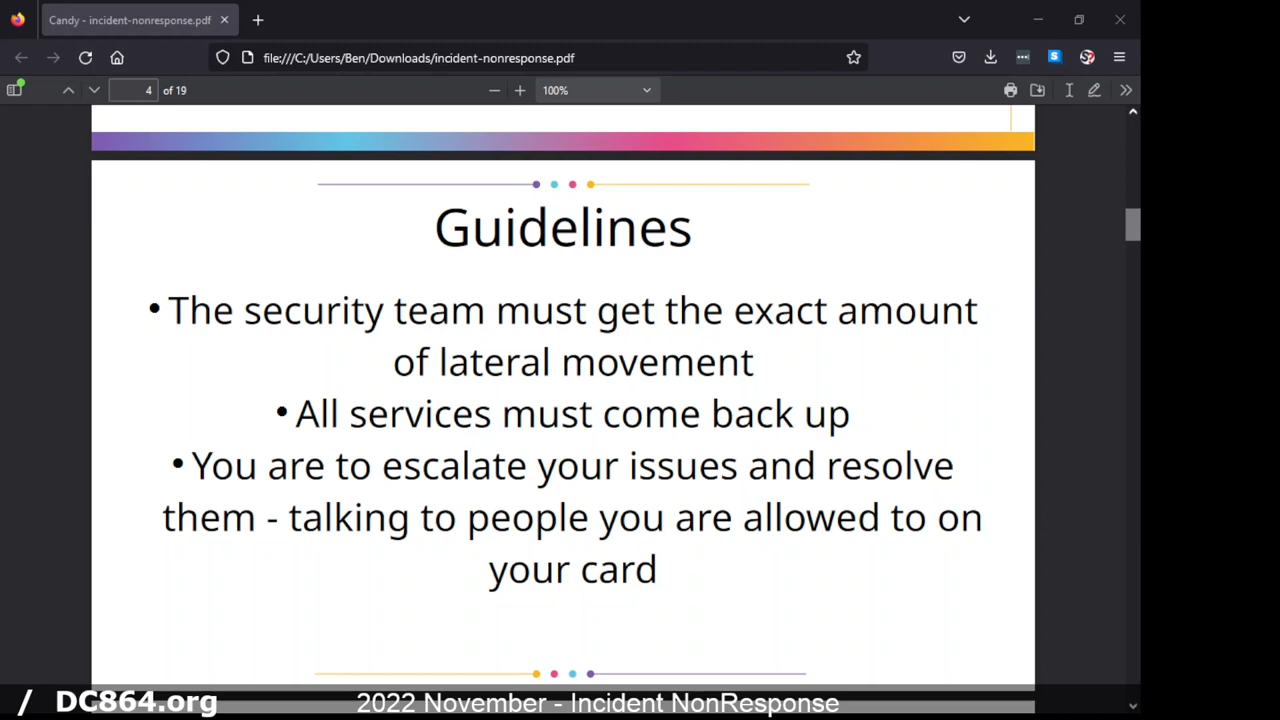 Candy - incident-nonresponse.pdf
file:///C:/Users/Ben/Downloads/incident-nonresponse.pdf
4 of 19
100%
Guidelines
• The security team must get the exact amount
of lateral movement
• All services must come back up
• You are to escalate your issues and resolve
them - talking to people you are allowed to on
your card
/ DC864.org
2022 November - Incident NonResponse